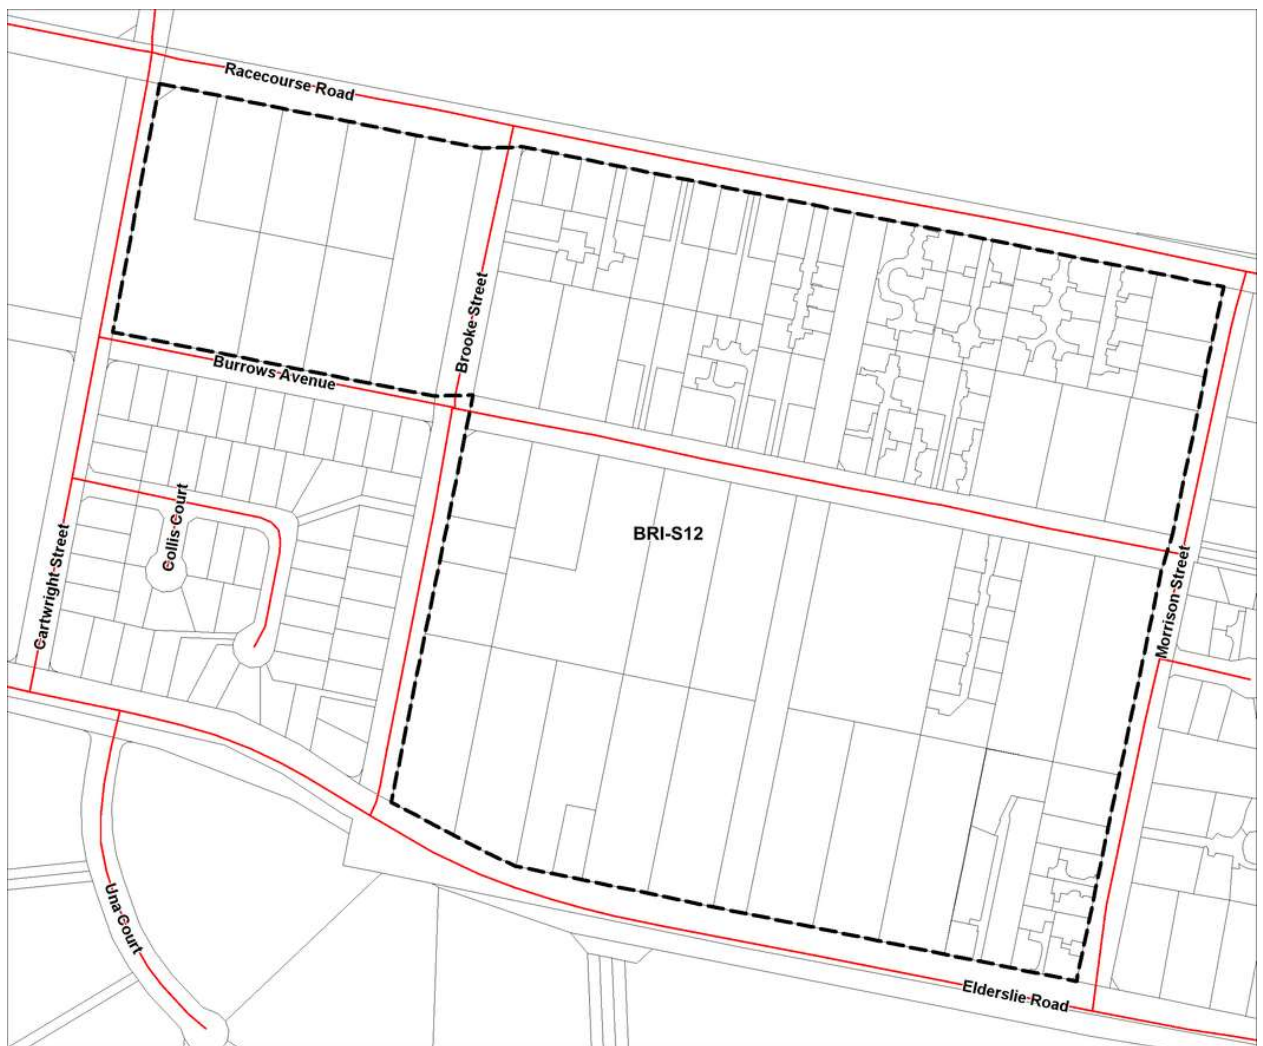 Racecourse Road
Brooke Street
Burrows Avenue
Collis Court
BRI-S12
Cartwright Street
Morrison Street
Una Court
Elderslie Road